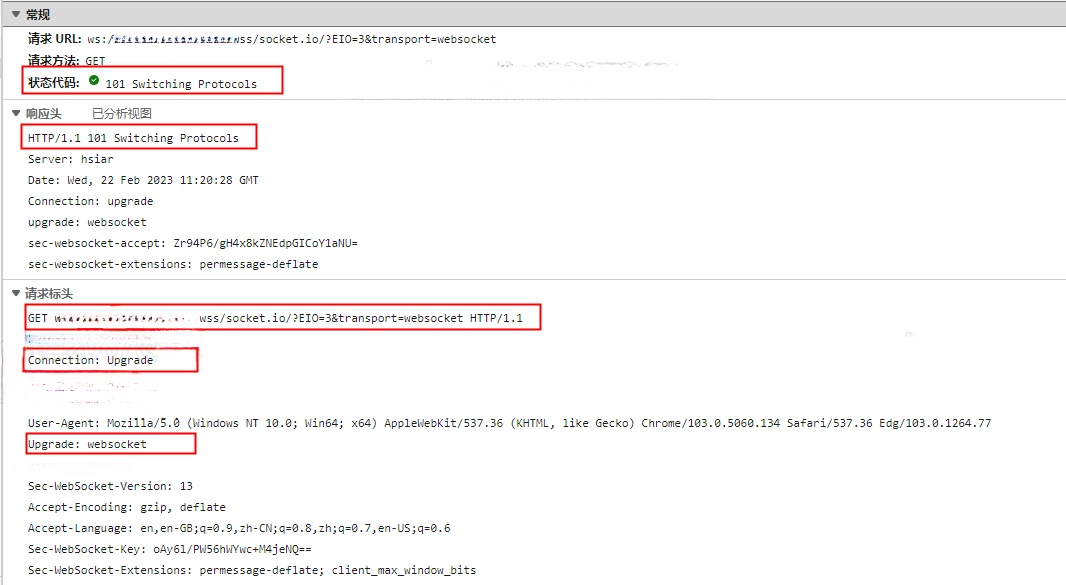 常规
请求 URL: ws:/ wss/socket.io/?EIO=3&transport=websocket
请求方法: GET
状态代码: 101 Switching Protocols
响应头 已分析视图
HTTP/1.1 101 Switching Protocols
Server: hsiar
Date: Wed, 22 Feb 2023 11:20:28 GMT
Connection: upgrade
upgrade: websocket
sec-websocket-accept: Zr94P6/gH4x8kZNEdpGICoY1aNU=
sec-websocket-extensions: permessage-deflate
请求标头
GET wss/socket.io/?EIO=3&transport=websocket HTTP/1.1
Connection: Upgrade
User-Agent: Mozilla/5.0 (Windows NT 10.0; Win64; x64) AppleWebKit/537.36 (KHTML, like Gecko) Chrome/103.0.5060.134 Safari/537.36 Edg/103.0.1264.77
Upgrade: websocket
Sec-WebSocket-Version: 13
Accept-Encoding: gzip, deflate
Accept-Language: en,en-GB;q=0.9,zh-CN;q=0.8,zh;q=0.7,en-US;q=0.6
Sec-WebSocket-Key: oAy6l/PW56hWYwc+M4jeNQ==
Sec-WebSocket-Extensions: permessage-deflate; client_max_window_bits